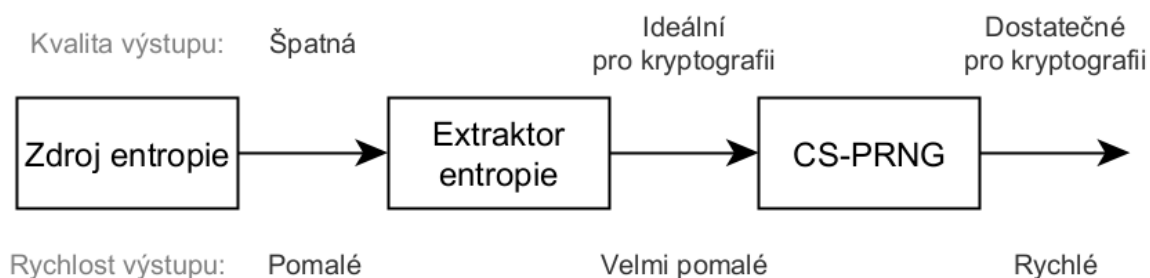 Kvalita výstupu: Špatná
Ideální
pro kryptografii
Dostatečné
pro kryptografii
Zdroj entropie
Extraktor
entropie
CS-PRNG
Rychlost výstupu: Pomalé Velmi pomalé Rychlé